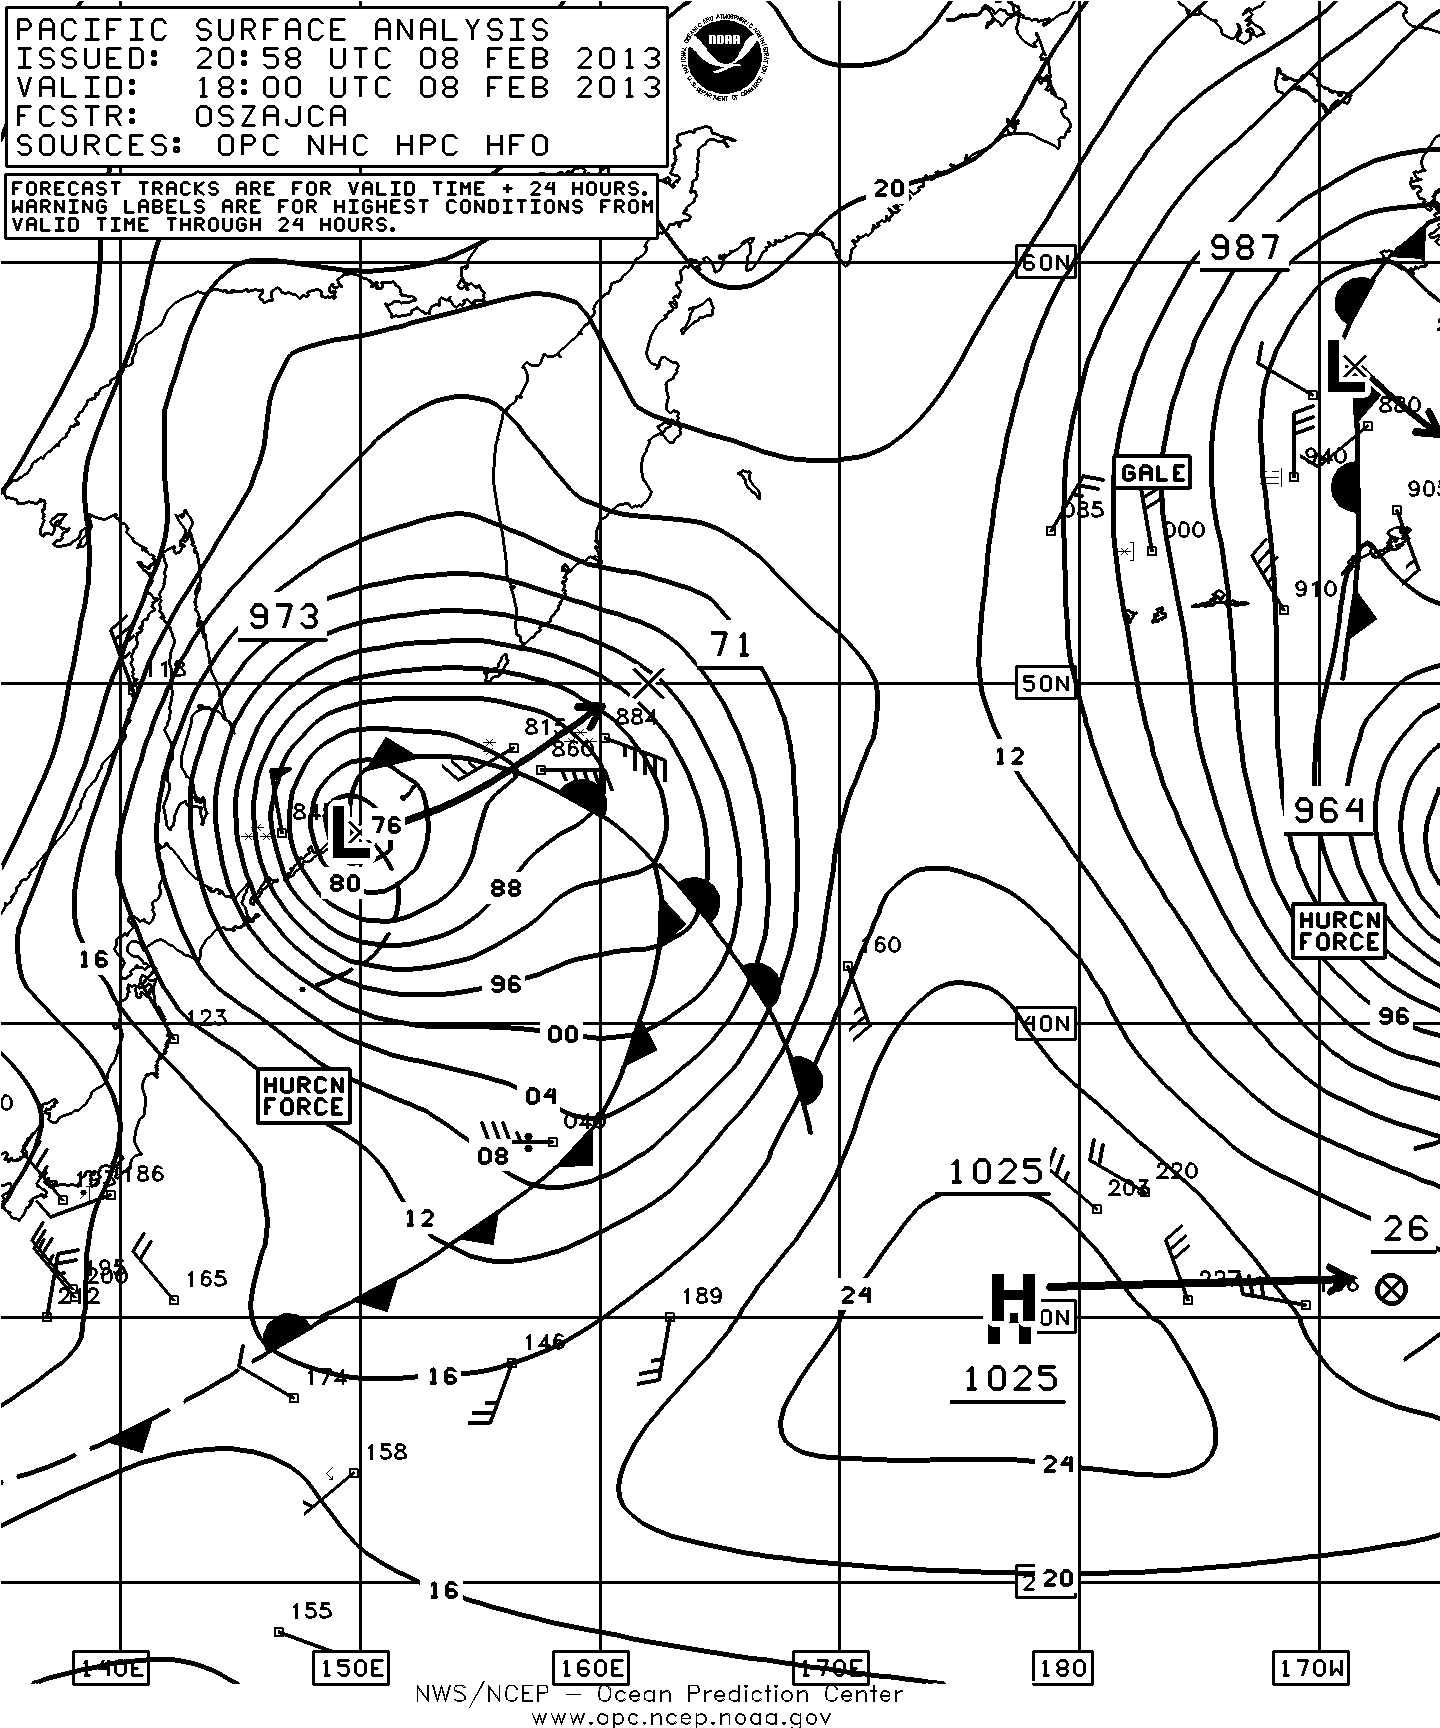 PACIFIC SURFACE ANALYSIS
ISSUED: 20:58 UTC 08 FEB 2013
VALID: 18:00 UTC 08 FEB 2013
FCSTR: OSZAJCA
SOURCES: OPC NHC HPC HFO
NOAA
FORECAST TRACKS ARE FOR VALID TIME + 24 HOURS.
WARNING LABELS ARE FOR HIGHEST CONDITIONS FROM
VALID TIME THROUGH 24 HOURS.
20
60N
987
L
880
940
GALE
085
000
910
973
71
118
50N
884
815
860
12
L
76
80
964
88
HURCN
FORCE
16
160
96
123
00
40N
96
HURCN
FORCE
04
08
186
1025
220
203
12
26
195
200
212
165
189
24
H
1025
146
16
174
158
24
16
20
155
140E
150E
160E
170E
180
170W
NWS/NCEP – Ocean Prediction Center
www.opc.ncep.noaa.gov